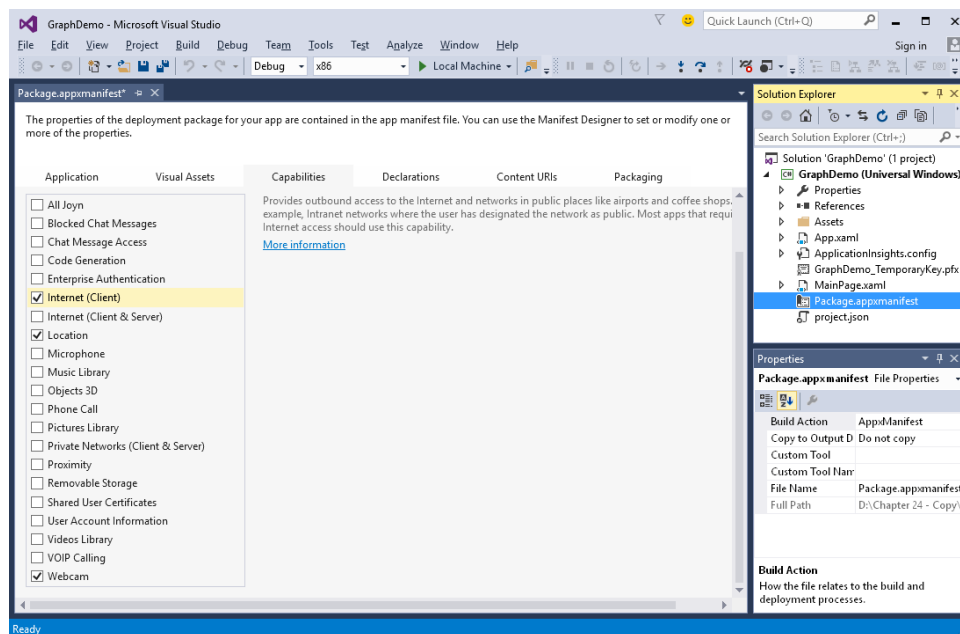 GraphDemo - Microsoft Visual Studio
Quick Launch (Ctrl+Q)
File Edit View Project Build Debug Team Tools Test Analyze Window Help
Sign in
Debug x86 Local Machine
Package.appxmanifest*
The properties of the deployment package for your app are contained in the app manifest file. You can use the Manifest Designer to set or modify one or
more of the properties.
Application Visual Assets Capabilities Declarations Content URIs Packaging
All Joyn
Blocked Chat Messages
Chat Message Access
Code Generation
Enterprise Authentication
Internet (Client)
Internet (Client & Server)
Location
Microphone
Music Library
Objects 3D
Phone Call
Pictures Library
Private Networks (Client & Server)
Proximity
Removable Storage
Shared User Certificates
User Account Information
Videos Library
VOIP Calling
Webcam
Provides outbound access to the Internet and networks in public places like airports and coffee shops.
example, Intranet networks where the user has designated the network as public. Most apps that requi
Internet access should use this capability.
More information
Solution Explorer
Search Solution Explorer (Ctrl+;)
Solution 'GraphDemo' (1 project)
GraphDemo (Universal Windows)
Properties
References
Assets
App.xaml
ApplicationInsights.config
GraphDemo_TemporaryKey.pfx
MainPage.xaml
Package.appxmanifest
project.json
Properties
Package.appxmanifest File Properties
Build Action AppxManifest
Copy to Output D Do not copy
Custom Tool
Custom Tool Nam
File Name Package.appxmanifest
Full Path D:\Chapter 24 - Copy\
Build Action
How the file relates to the build and
deployment processes.
Ready